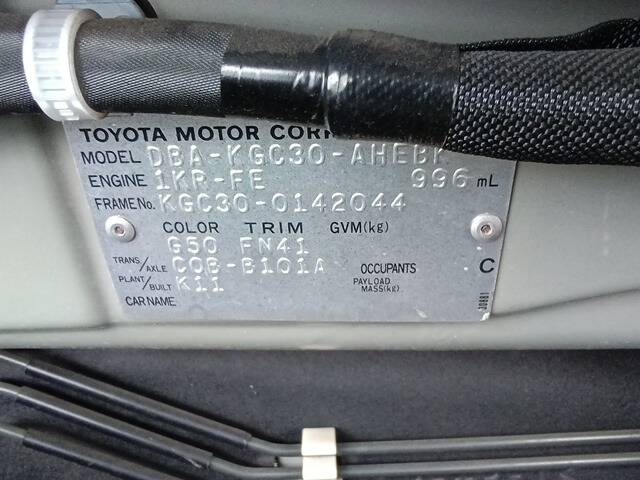 TOYOTA MOTOR CORP
MODEL DBA-KGC30-AHEBK
ENGINE 1KR-FE 996 mL
FRAME No. KGC30-0142044
COLOR TRIM GVM(kg)
G50 FN41
TRANS/AXLE C0B-B101A OCCUPANTS C
PLANT/BUILT K11 PAYLOAD MASS(kg)
CAR NAME
J0881